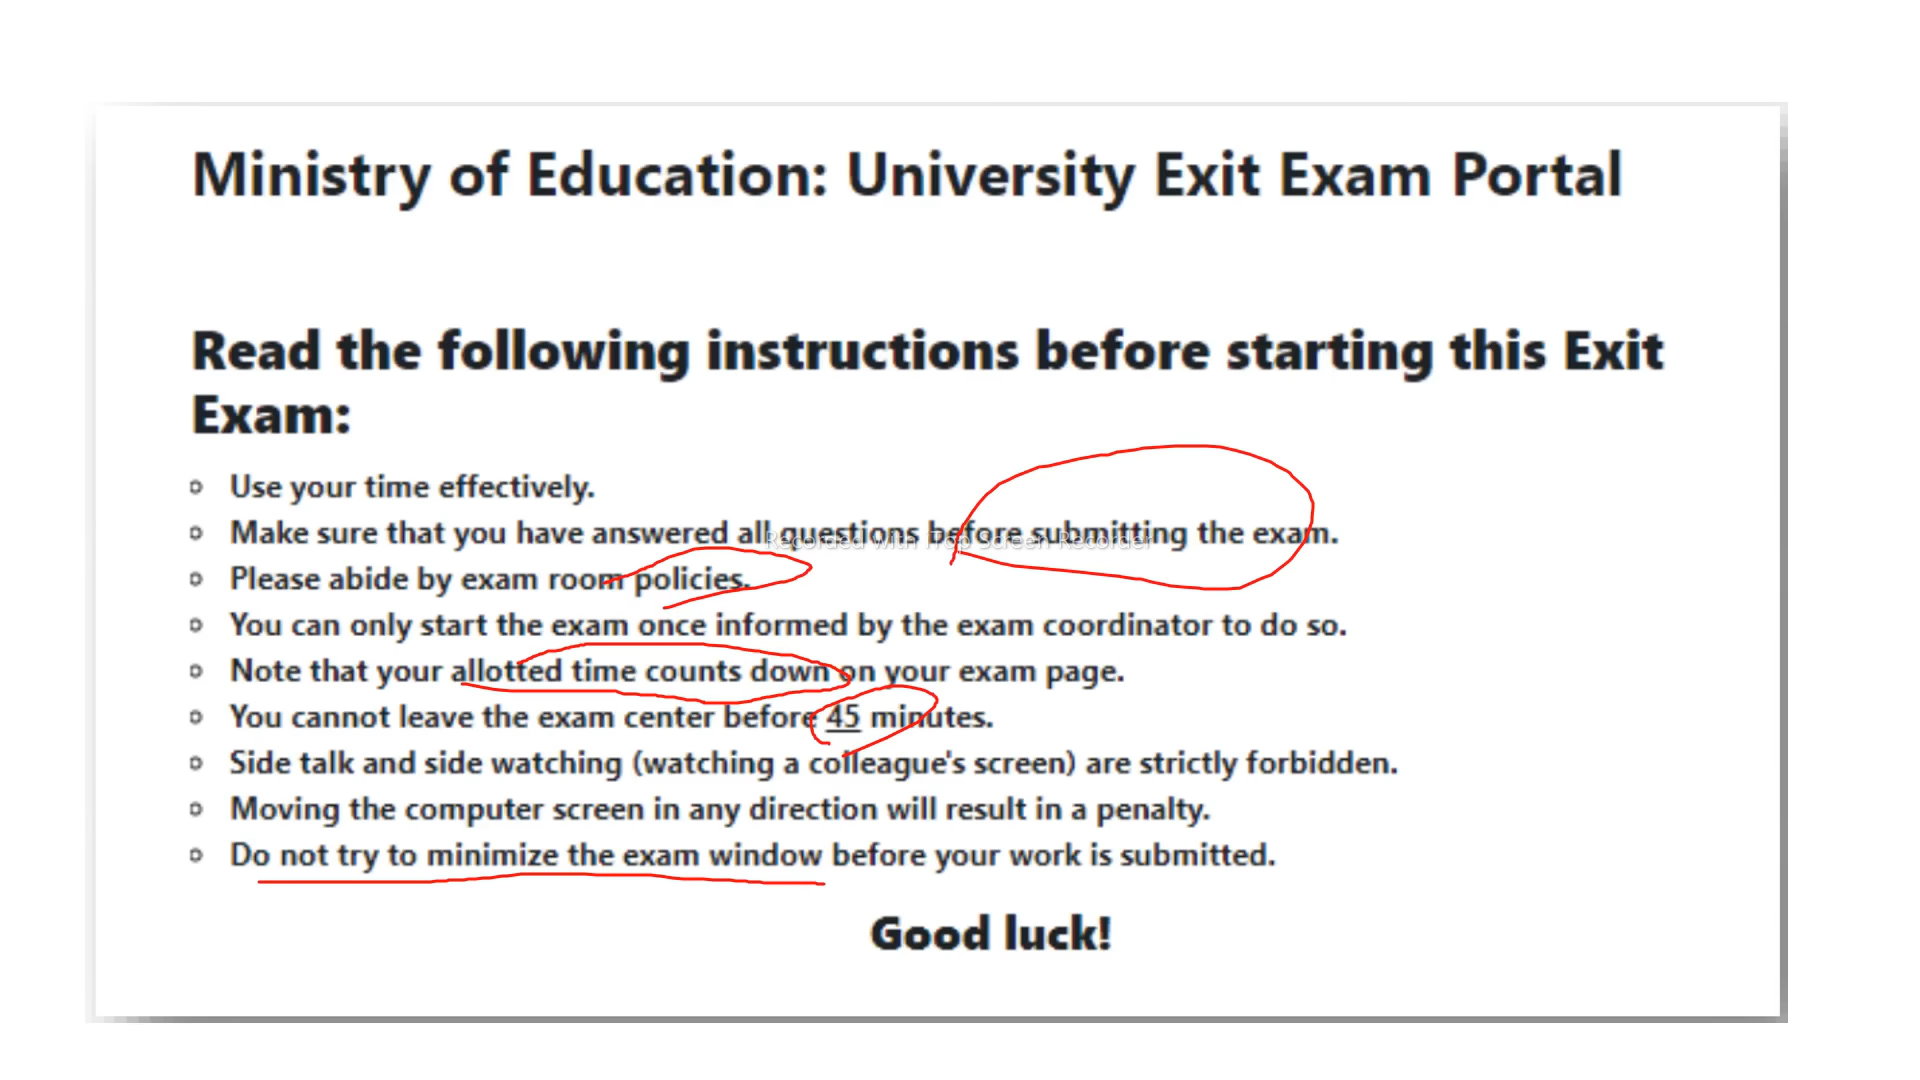 Ministry of Education: University Exit Exam Portal
Read the following instructions before starting this Exit
Exam:
Use your time effectively.
Make sure that you have answered all questions before submitting the exam.
Recorded with iTop Screen Recorder
Please abide by exam room policies.
You can only start the exam once informed by the exam coordinator to do so.
Note that your allotted time counts down on your exam page.
You cannot leave the exam center before 45 minutes.
Side talk and side watching (watching a colleague's screen) are strictly forbidden.
Moving the computer screen in any direction will result in a penalty.
Do not try to minimize the exam window before your work is submitted.
Good luck!